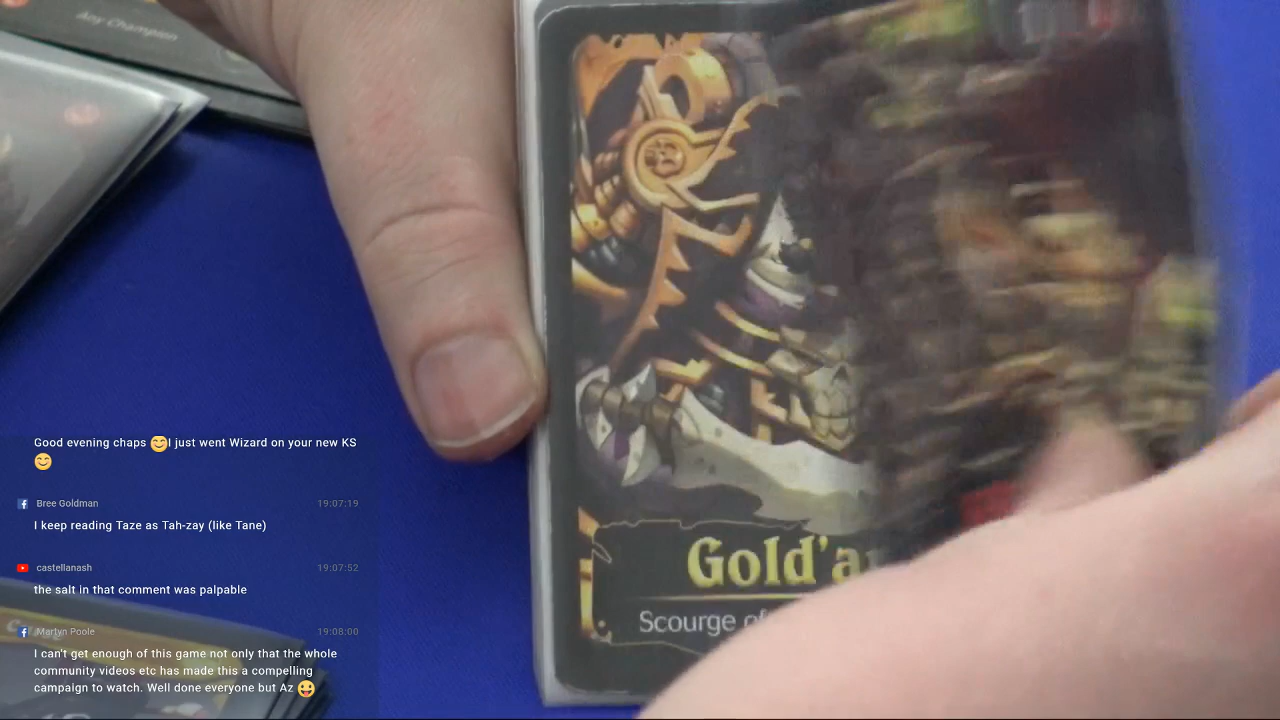 Any Champion
Gold'a
Scourge of
Good evening chaps 😊I just went Wizard on your new KS
😊
Bree Goldman 19:07:19
I keep reading Taze as Tah-zay (like Tane)
castellanash 19:07:52
the salt in that comment was palpable
Martyn Poole 19:08:00
I can't get enough of this game not only that the whole
community videos etc has made this a compelling
campaign to watch. Well done everyone but Az 😛